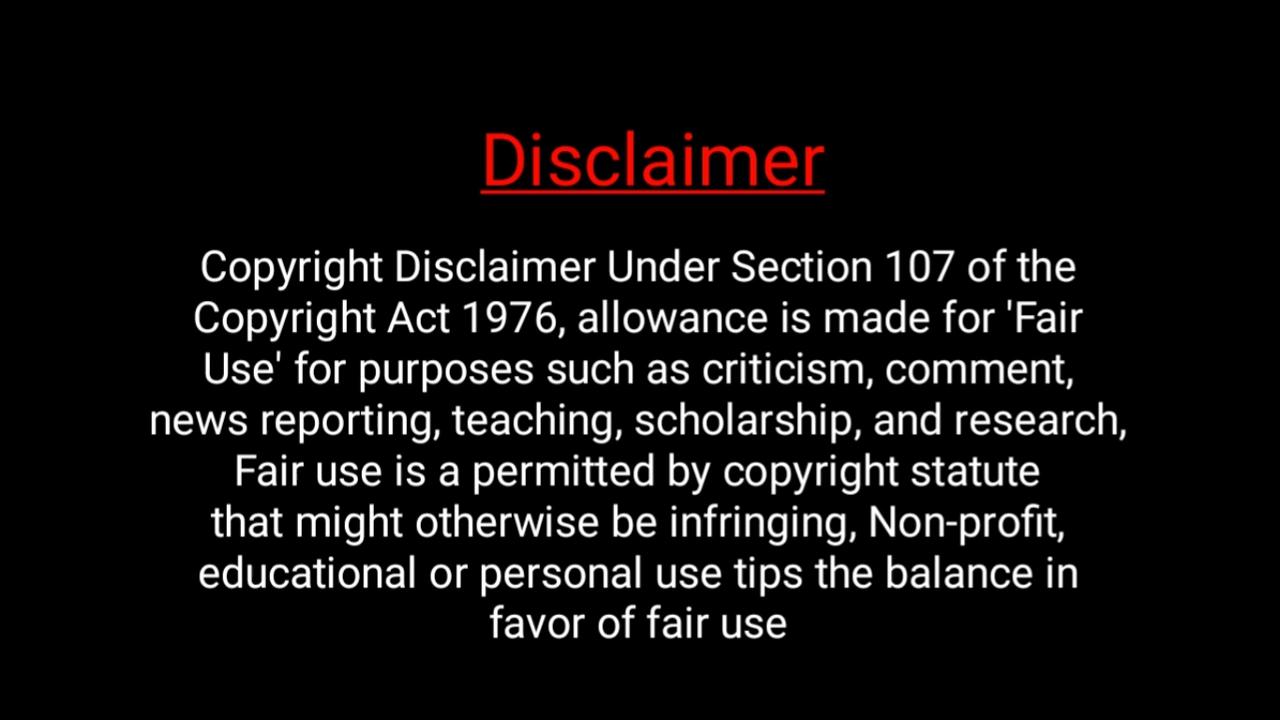 Disclaimer
Copyright Disclaimer Under Section 107 of the
Copyright Act 1976, allowance is made for 'Fair
Use' for purposes such as criticism, comment,
news reporting, teaching, scholarship, and research,
Fair use is a permitted by copyright statute
that might otherwise be infringing, Non-profit,
educational or personal use tips the balance in
favor of fair use